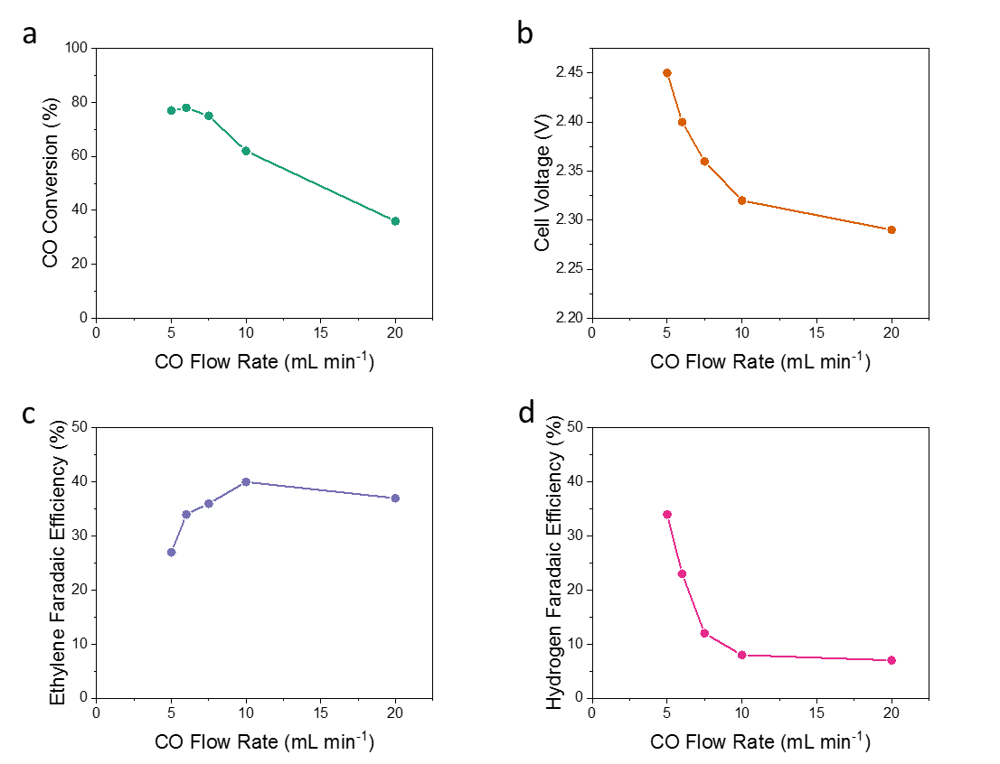 a
100
80
60
40
20
0
CO Conversion (%)
0 5 10 15 20
CO Flow Rate (mL min⁻¹)
b
2.45
2.40
2.35
2.30
2.25
2.20
Cell Voltage (V)
0 5 10 15 20
CO Flow Rate (mL min⁻¹)
c
50
40
30
20
10
0
Ethylene Faradaic Efficiency (%)
0 5 10 15 20
CO Flow Rate (mL min⁻¹)
d
50
40
30
20
10
0
Hydrogen Faradaic Efficiency (%)
0 5 10 15 20
CO Flow Rate (mL min⁻¹)